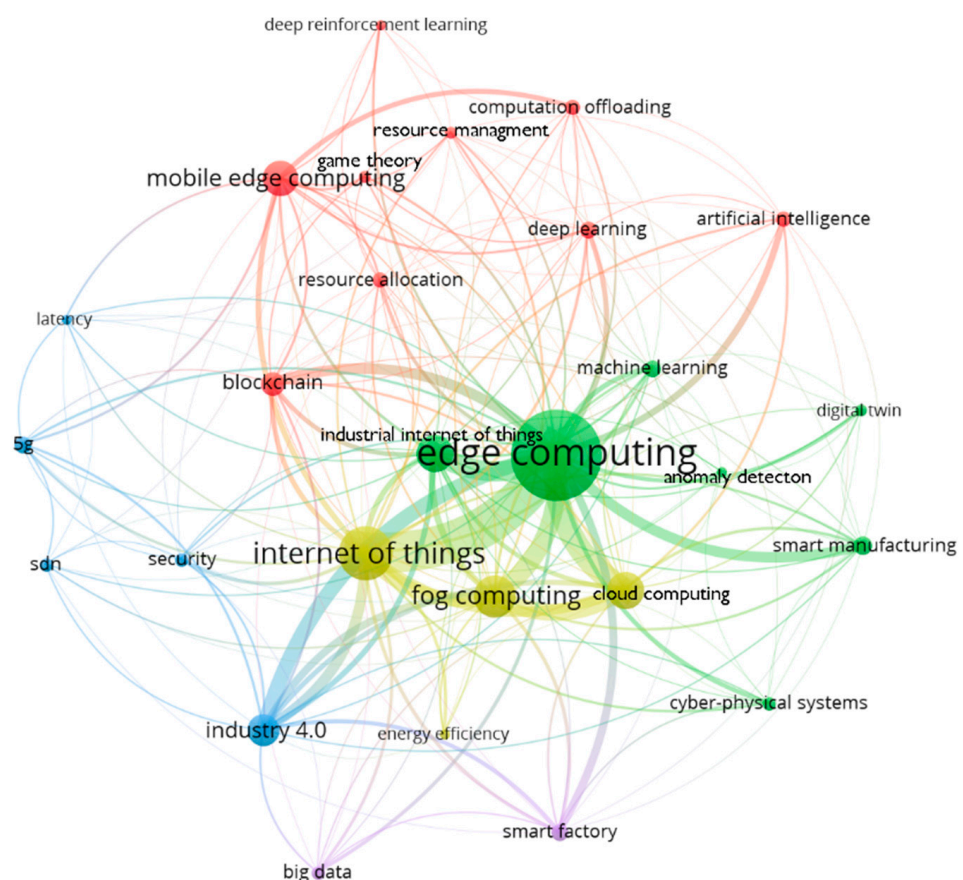 deep reinforcement learning
computation offloading
resource managment
game theory
mobile edge computing
artificial intelligence
deep learning
resource allocation
latency
machine learning
blockchain
digital twin
industrial internet of things
5g
edge computing
anomaly detecton
smart manufacturing
internet of things
security
sdn
fog computing
cloud computing
cyber-physical systems
industry 4.0
energy efficiency
smart factory
big data